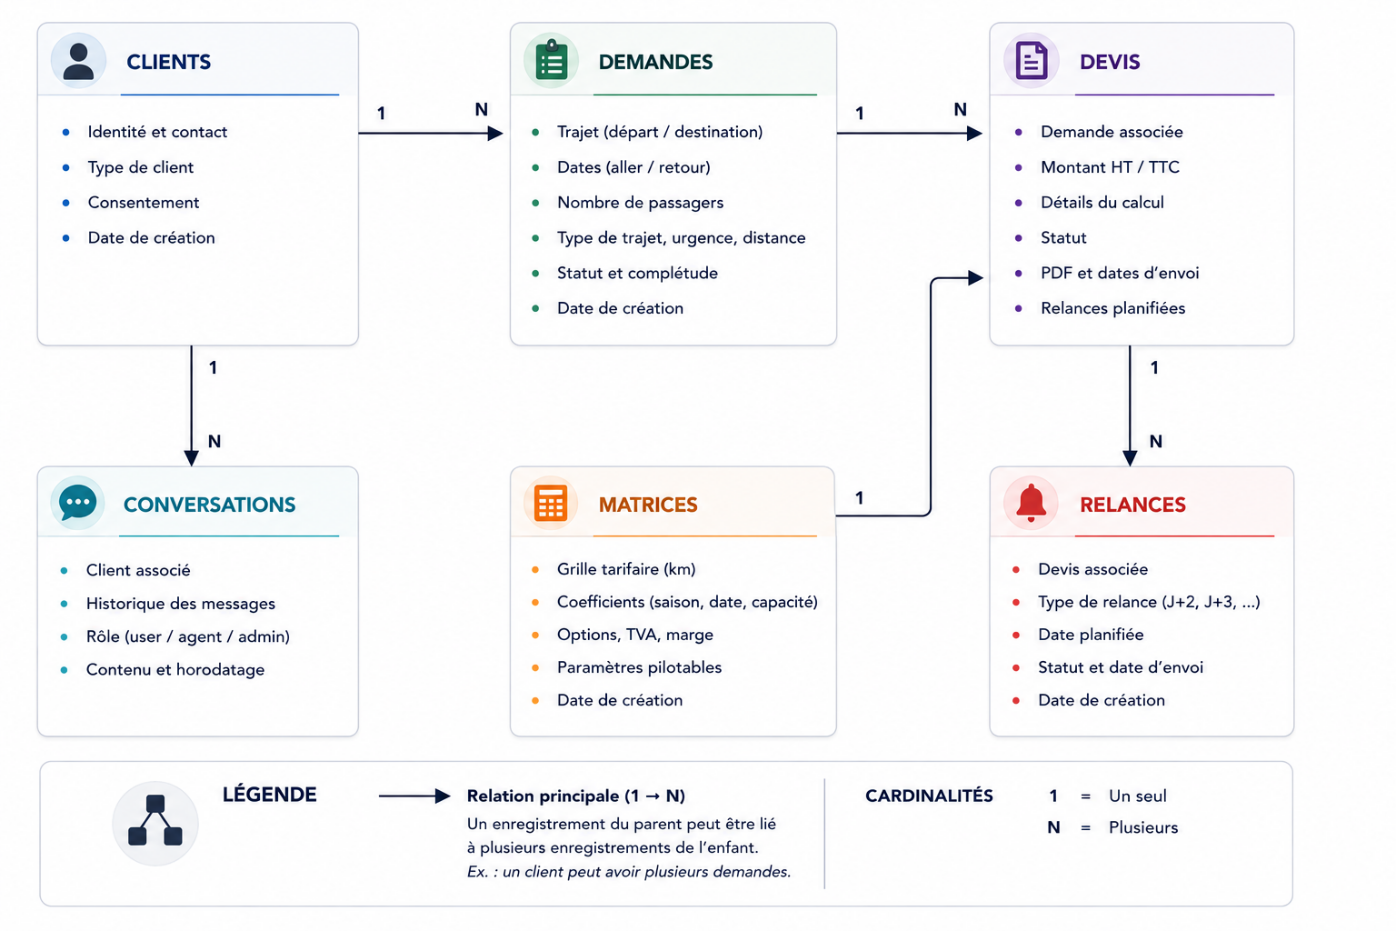 CLIENTS
Identité et contact
Type de client
Consentement
Date de création
1
N
DEMANDES
Trajet (départ / destination)
Dates (aller / retour)
Nombre de passagers
Type de trajet, urgence, distance
Statut et complétude
Date de création
1
N
DEVIS
Demande associée
Montant HT / TTC
Détails du calcul
Statut
PDF et dates d’envoi
Relances planifiées
1
N
1
N
CONVERSATIONS
Client associé
Historique des messages
Rôle (user / agent / admin)
Contenu et horodatage
MATRICES
Grille tarifaire (km)
Coefficients (saison, date, capacité)
Options, TVA, marge
Paramètres pilotables
Date de création
1
RELANCES
Devis associée
Type de relance (J+2, J+3, ...)
Date planifiée
Statut et date d’envoi
Date de création
LÉGENDE
Relation principale (1 → N)
Un enregistrement du parent peut être lié
à plusieurs enregistrements de l’enfant.
Ex. : un client peut avoir plusieurs demandes.
CARDINALITÉS
1 = Un seul
N = Plusieurs